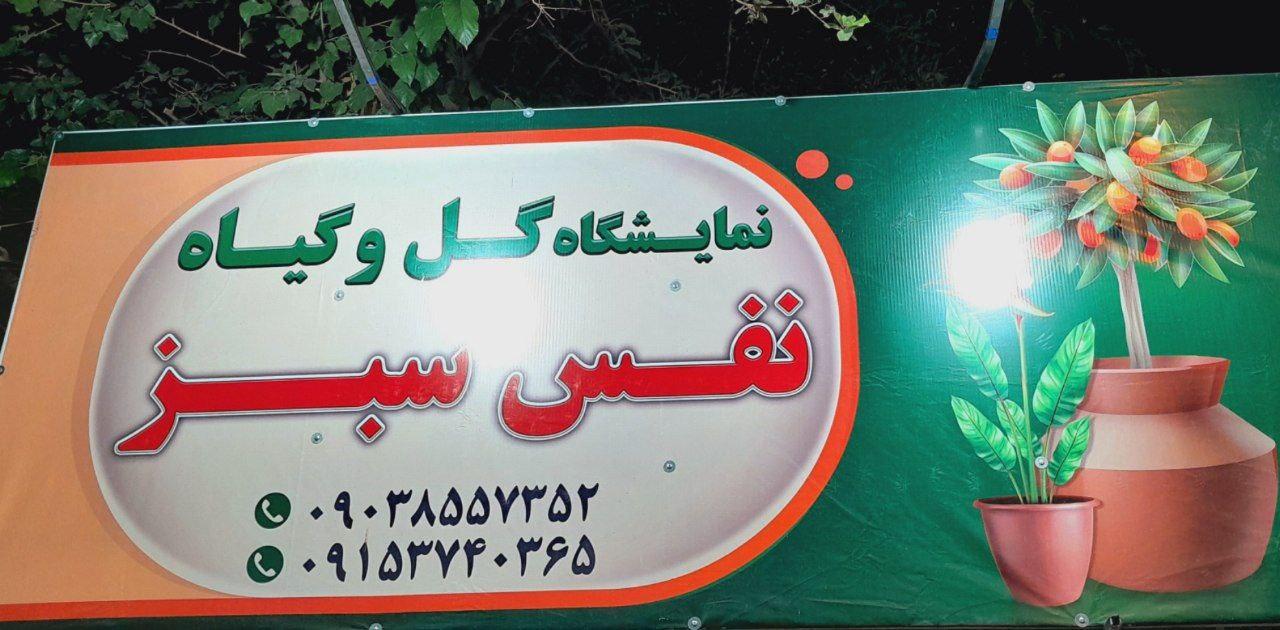 نمایشگاه گل و گیاه
نفس سبز
۰۹۰۳۸۵۵۷۳۵۲
۰۹۱۵۳۷۴۰۳۶۵